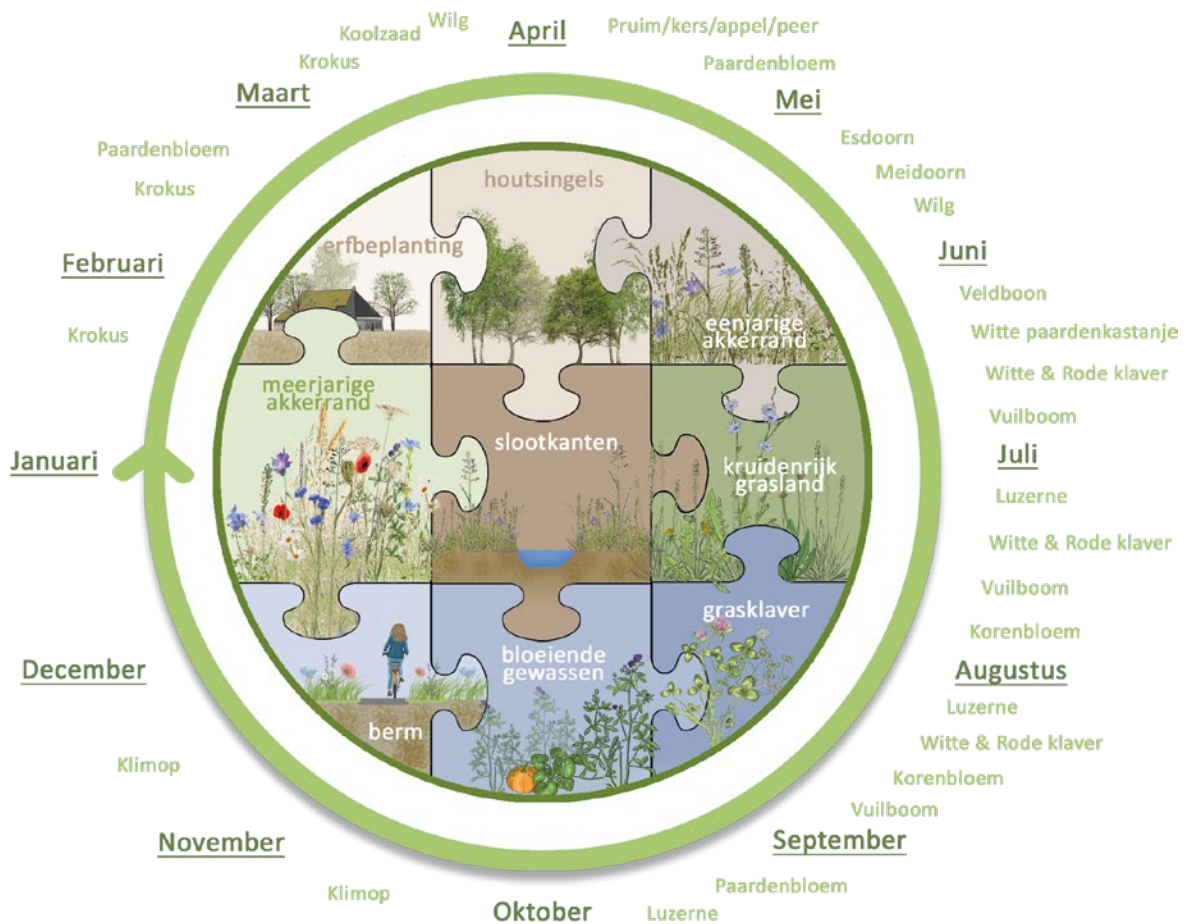 Januari
Krokus
Februari
Krokus
Paardenbloem
Maart
Krokus
Koolzaad
Wilg
April
Pruim/kers/appel/peer
Paardenbloem
Mei
Esdoorn
Meidoorn
Wilg
Juni
Veldboon
Witte paardenkastanje
Witte & Rode klaver
Vuilboom
Juli
Luzerne
Witte & Rode klaver
Vuilboom
Korenbloem
Augustus
Luzerne
Witte & Rode klaver
Korenbloem
Vuilboom
September
Paardenbloem
Luzerne
Oktober
Klimop
November
Klimop
December
erfbeplanting
houtsingels
eenjarige
akkerrand
meerjarige
akkerrand
slootkanten
kruidenrijk
grasland
berm
bloeiende
gewassen
grasklaver